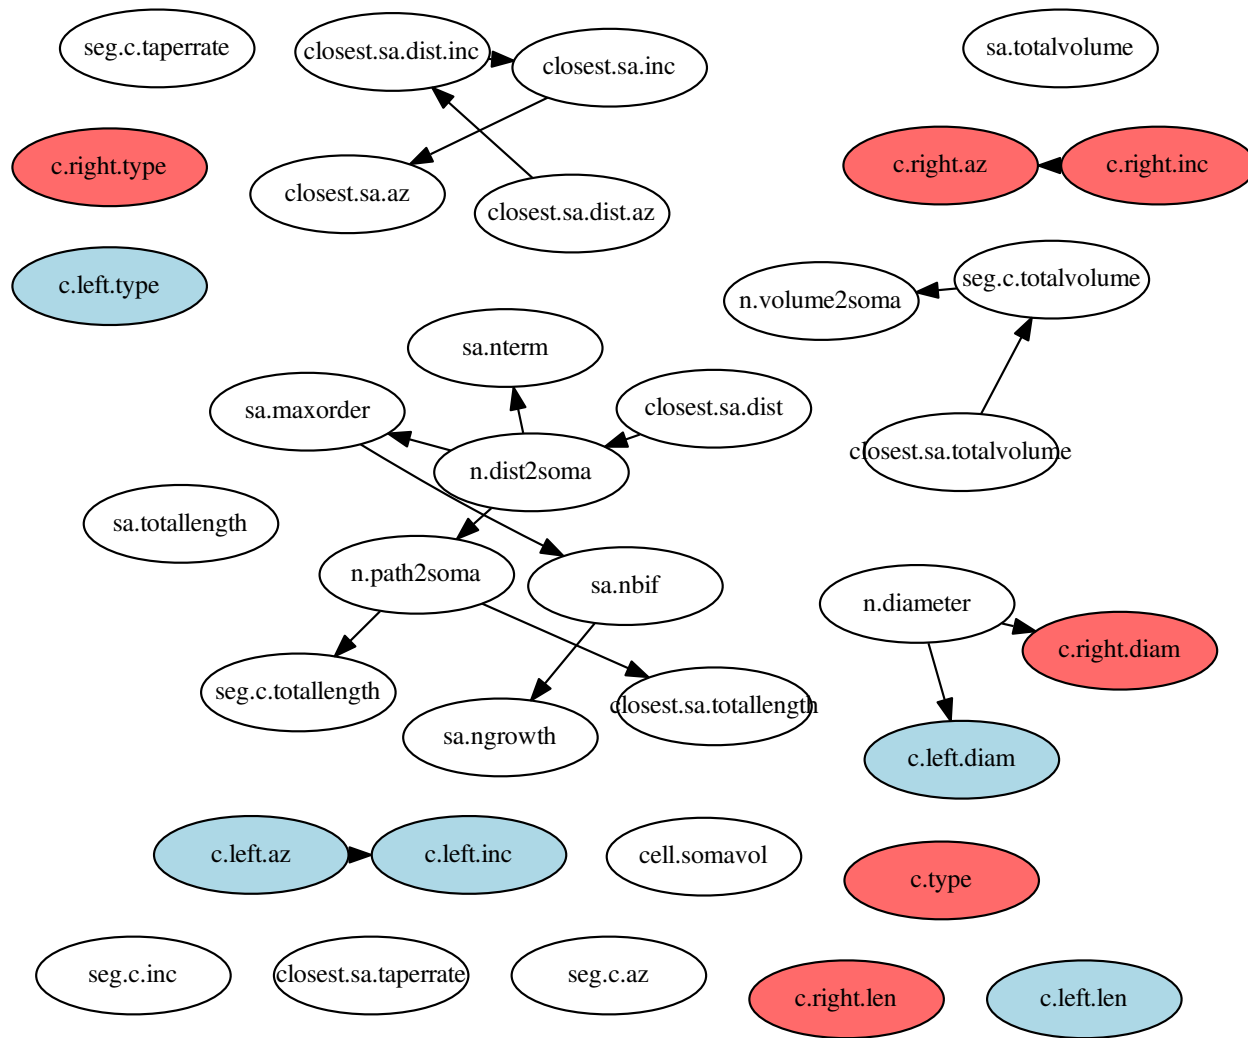 seg.c.taperrate
closest.sa.dist.inc
closest.sa.inc
sa.totalvolume
c.right.type
closest.sa.az
closest.sa.dist.az
c.right.az
c.right.inc
c.left.type
n.volume2soma
seg.c.totalvolume
sa.nterm
sa.maxorder
closest.sa.dist
n.dist2soma
closest.sa.totalvolume
sa.totallength
n.path2soma
sa.nbif
n.diameter
c.right.diam
seg.c.totallength
closest.sa.totallength
sa.ngrowth
c.left.diam
c.left.az
c.left.inc
cell.somavol
c.type
seg.c.inc
closest.sa.taperrate
seg.c.az
c.right.len
c.left.len